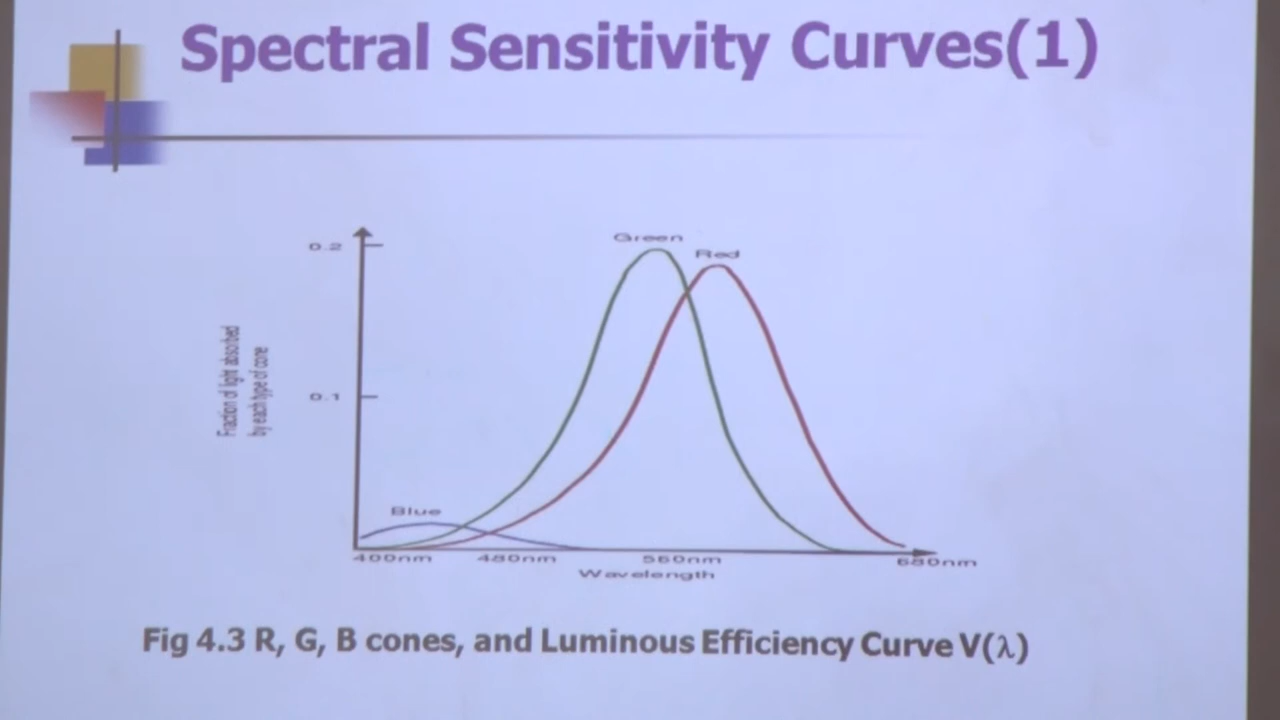 Spectral Sensitivity Curves(1)
Green
Red
0.2
Fraction of light absorbed
by each type of cone
0.1
Blue
400nm 480nm 560nm 680nm
Wavelength
Fig 4.3 R, G, B cones, and Luminous Efficiency Curve V(λ)